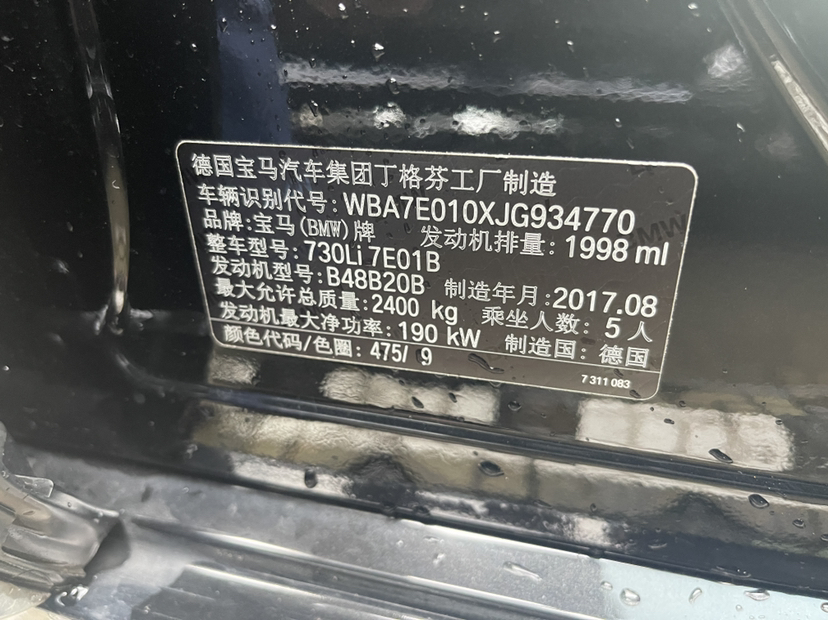 德国宝马汽车集团丁格芬工厂制造
车辆识别代号: WBA7E010XJG934770
品牌: 宝马(BMW)牌 发动机排量: 1998 ml
整车型号: 730Li 7E01B
发动机型号: B48B20B 制造年月: 2017.08
最大允许总质量: 2400 kg 乘坐人数: 5 人
发动机最大净功率: 190 kW 制造国: 德国
颜色代码/色圈: 475/ 9
7 311 083